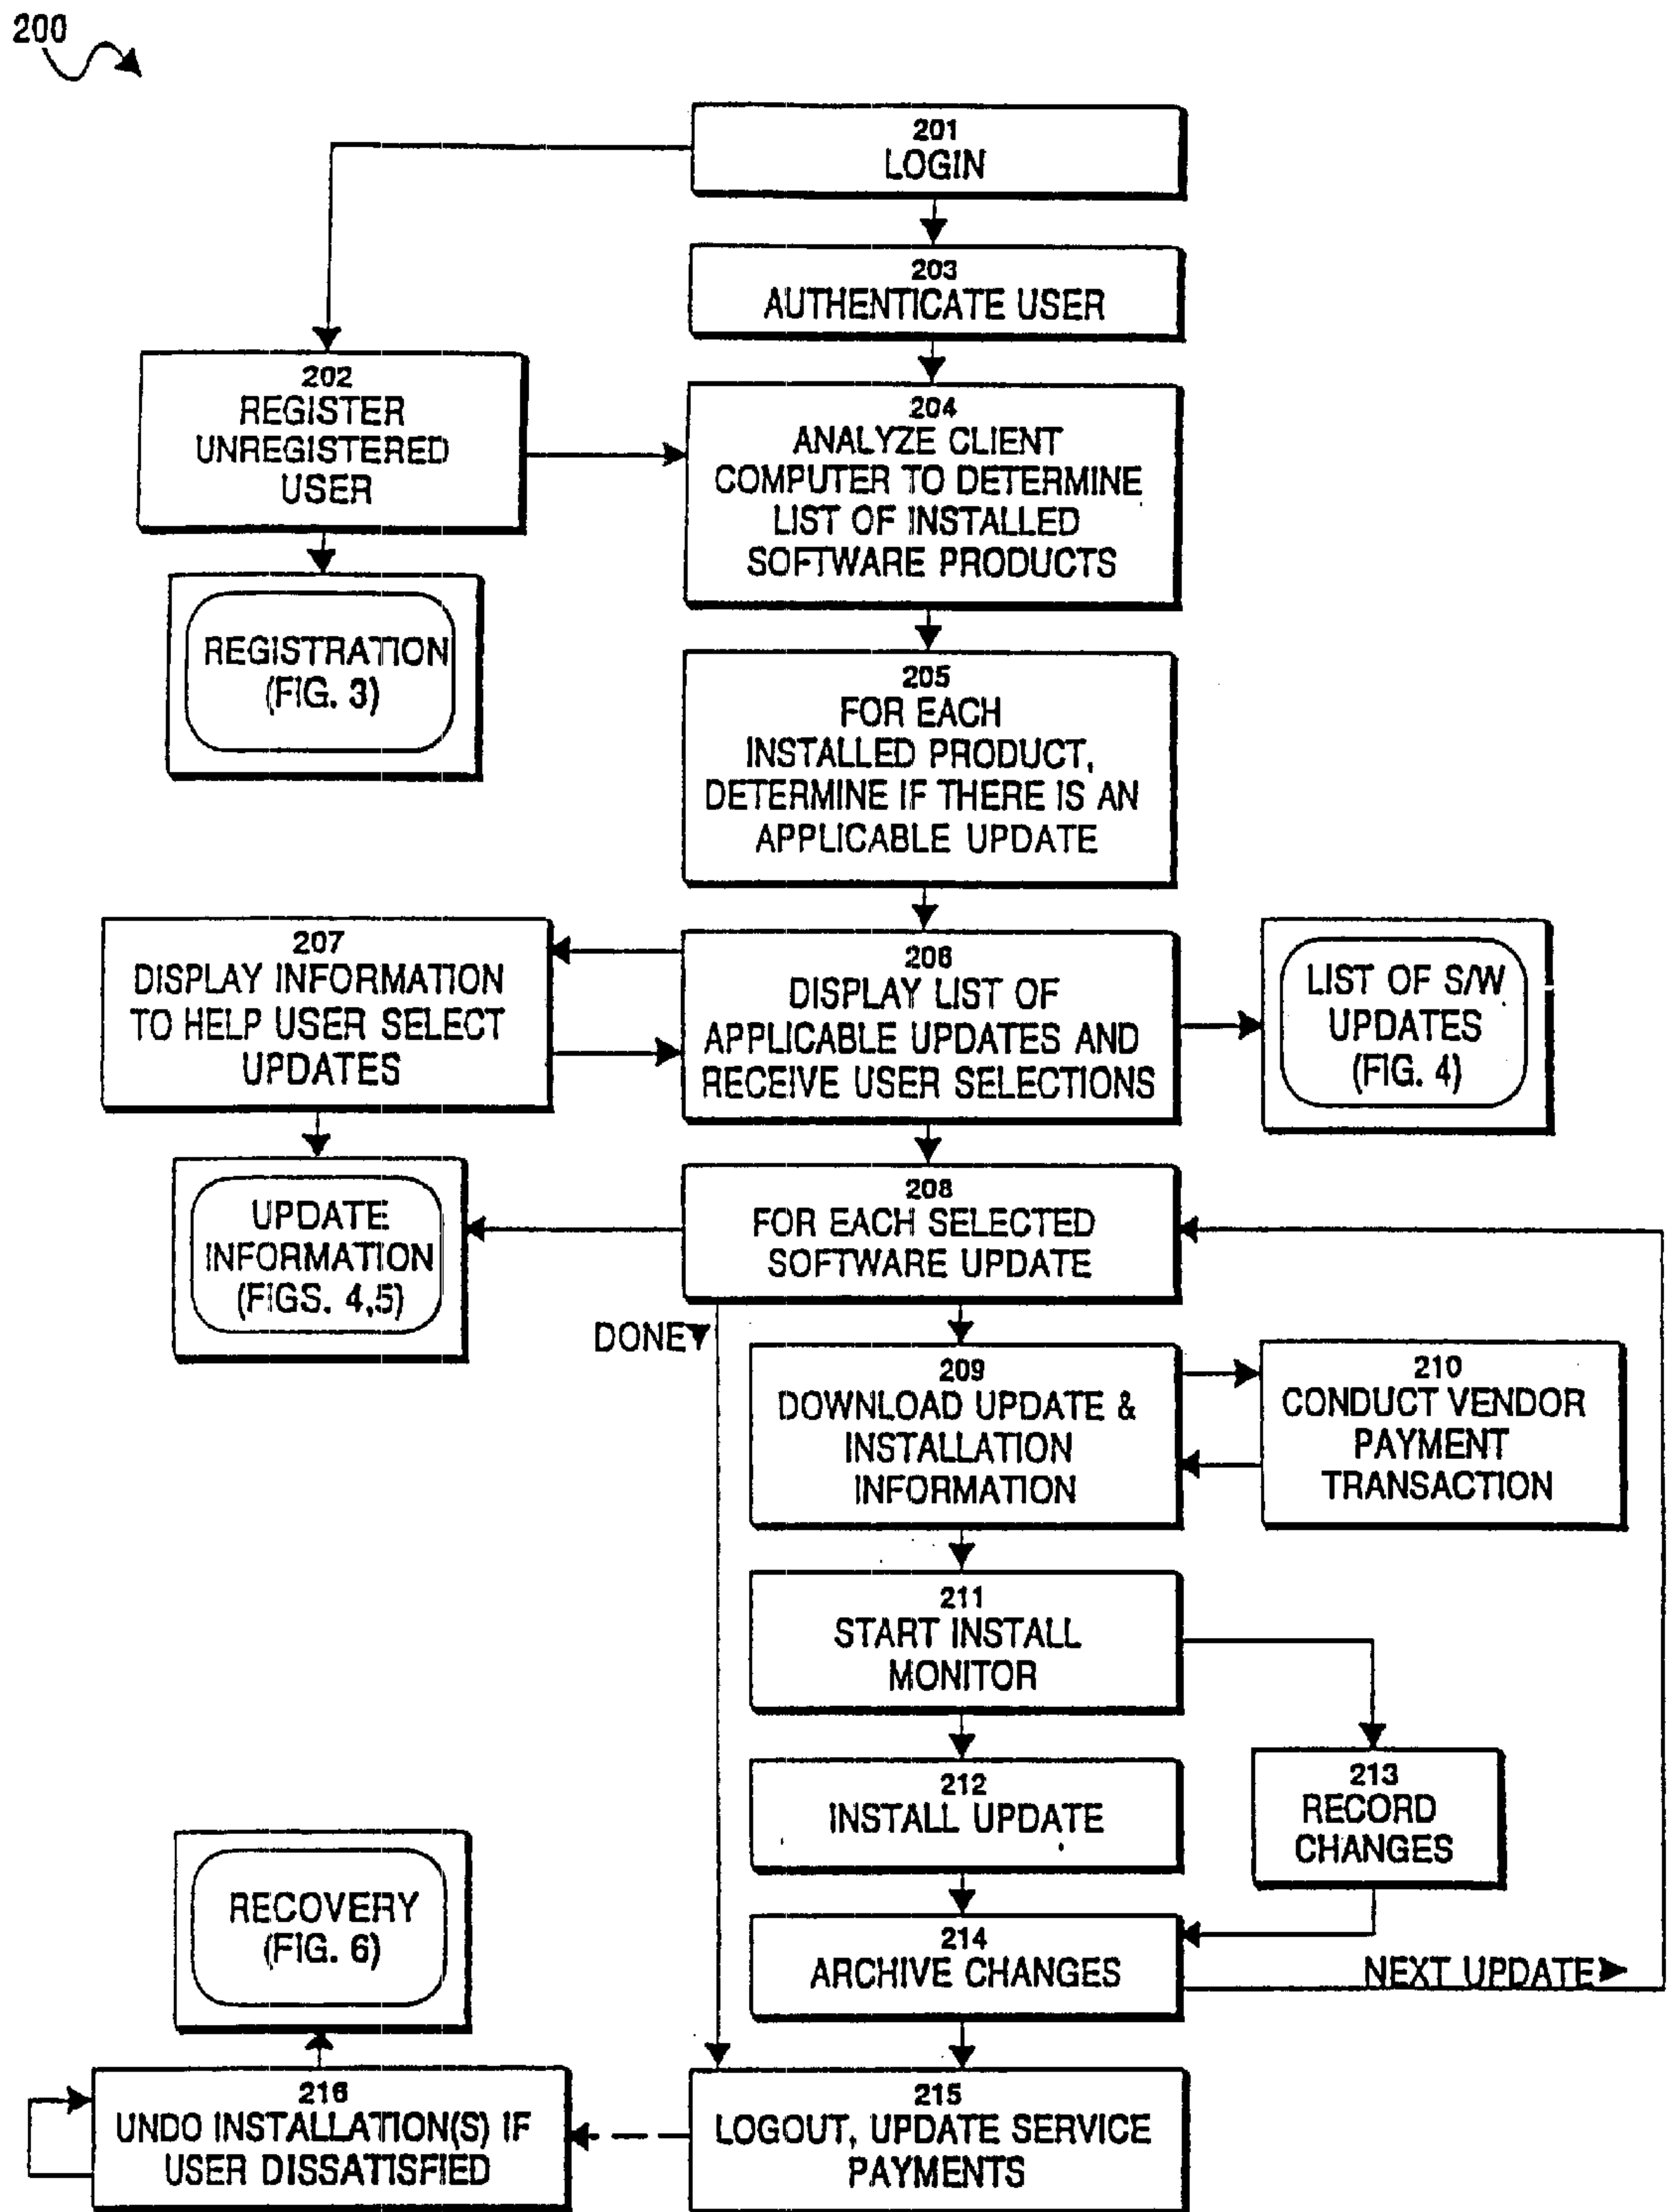 200
201
LOGIN
203
AUTHENTICATE USER
202
REGISTER
UNREGISTERED
USER
204
ANALYZE CLIENT
COMPUTER TO DETERMINE
LIST OF INSTALLED
SOFTWARE PRODUCTS
REGISTRATION
(FIG. 3)
205
FOR EACH
INSTALLED PRODUCT,
DETERMINE IF THERE IS AN
APPLICABLE UPDATE
207
DISPLAY INFORMATION
TO HELP USER SELECT
UPDATES
206
DISPLAY LIST OF
APPLICABLE UPDATES AND
RECEIVE USER SELECTIONS
LIST OF S/W
UPDATES
(FIG. 4)
UPDATE
INFORMATION
(FIGS. 4,5)
208
FOR EACH SELECTED
SOFTWARE UPDATE
DONE
209
DOWNLOAD UPDATE &
INSTALLATION
INFORMATION
210
CONDUCT VENDOR
PAYMENT
TRANSACTION
211
START INSTALL
MONITOR
212
INSTALL UPDATE
213
RECORD
CHANGES
RECOVERY
(FIG. 6)
214
ARCHIVE CHANGES
NEXT UPDATE
216
UNDO INSTALLATION(S) IF
USER DISSATISFIED
215
LOGOUT, UPDATE SERVICE
PAYMENTS